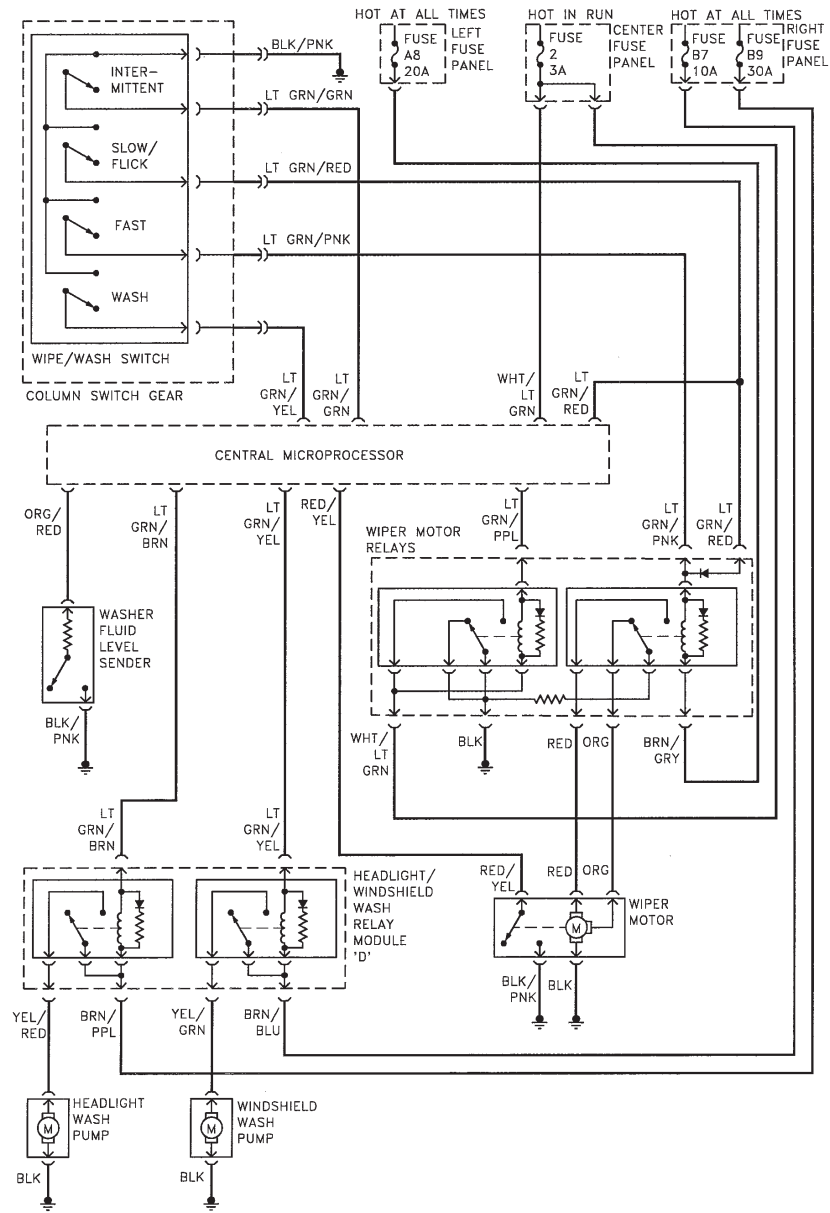 HOT AT ALL TIMES
FUSE
A8
20A
LEFT
FUSE
PANEL
HOT IN RUN
FUSE
2
3A
CENTER
FUSE
PANEL
HOT AT ALL TIMES
FUSE
B7
10A
FUSE
B9
30A
RIGHT
FUSE
PANEL
BLK/PNK
INTER-
MITTENT
LT GRN/GRN
SLOW/
FLICK
LT GRN/RED
FAST
LT GRN/PNK
WASH
WIPE/WASH SWITCH
COLUMN SWITCH GEAR
LT
GRN/
YEL
LT
GRN/
GRN
WHT/
LT
GRN
LT
GRN/
RED
CENTRAL MICROPROCESSOR
ORG/
RED
LT
GRN/
BRN
LT
GRN/
YEL
RED/
YEL
LT
GRN/
PPL
LT
GRN/
PNK
LT
GRN/
RED
WIPER MOTOR
RELAYS
WASHER
FLUID
LEVEL
SENDER
BLK/
PNK
WHT/
LT
GRN
BLK
RED
ORG
BRN/
GRY
LT
GRN/
BRN
LT
GRN/
YEL
HEADLIGHT/
WINDSHIELD
WASH
RELAY
MODULE
'D'
RED/
YEL
RED
ORG
WIPER
MOTOR
M
BLK/
PNK
BLK
YEL/
RED
BRN/
PPL
YEL/
GRN
BRN/
BLU
HEADLIGHT
WASH
PUMP
M
BLK
WINDSHIELD
WASH
PUMP
M
BLK